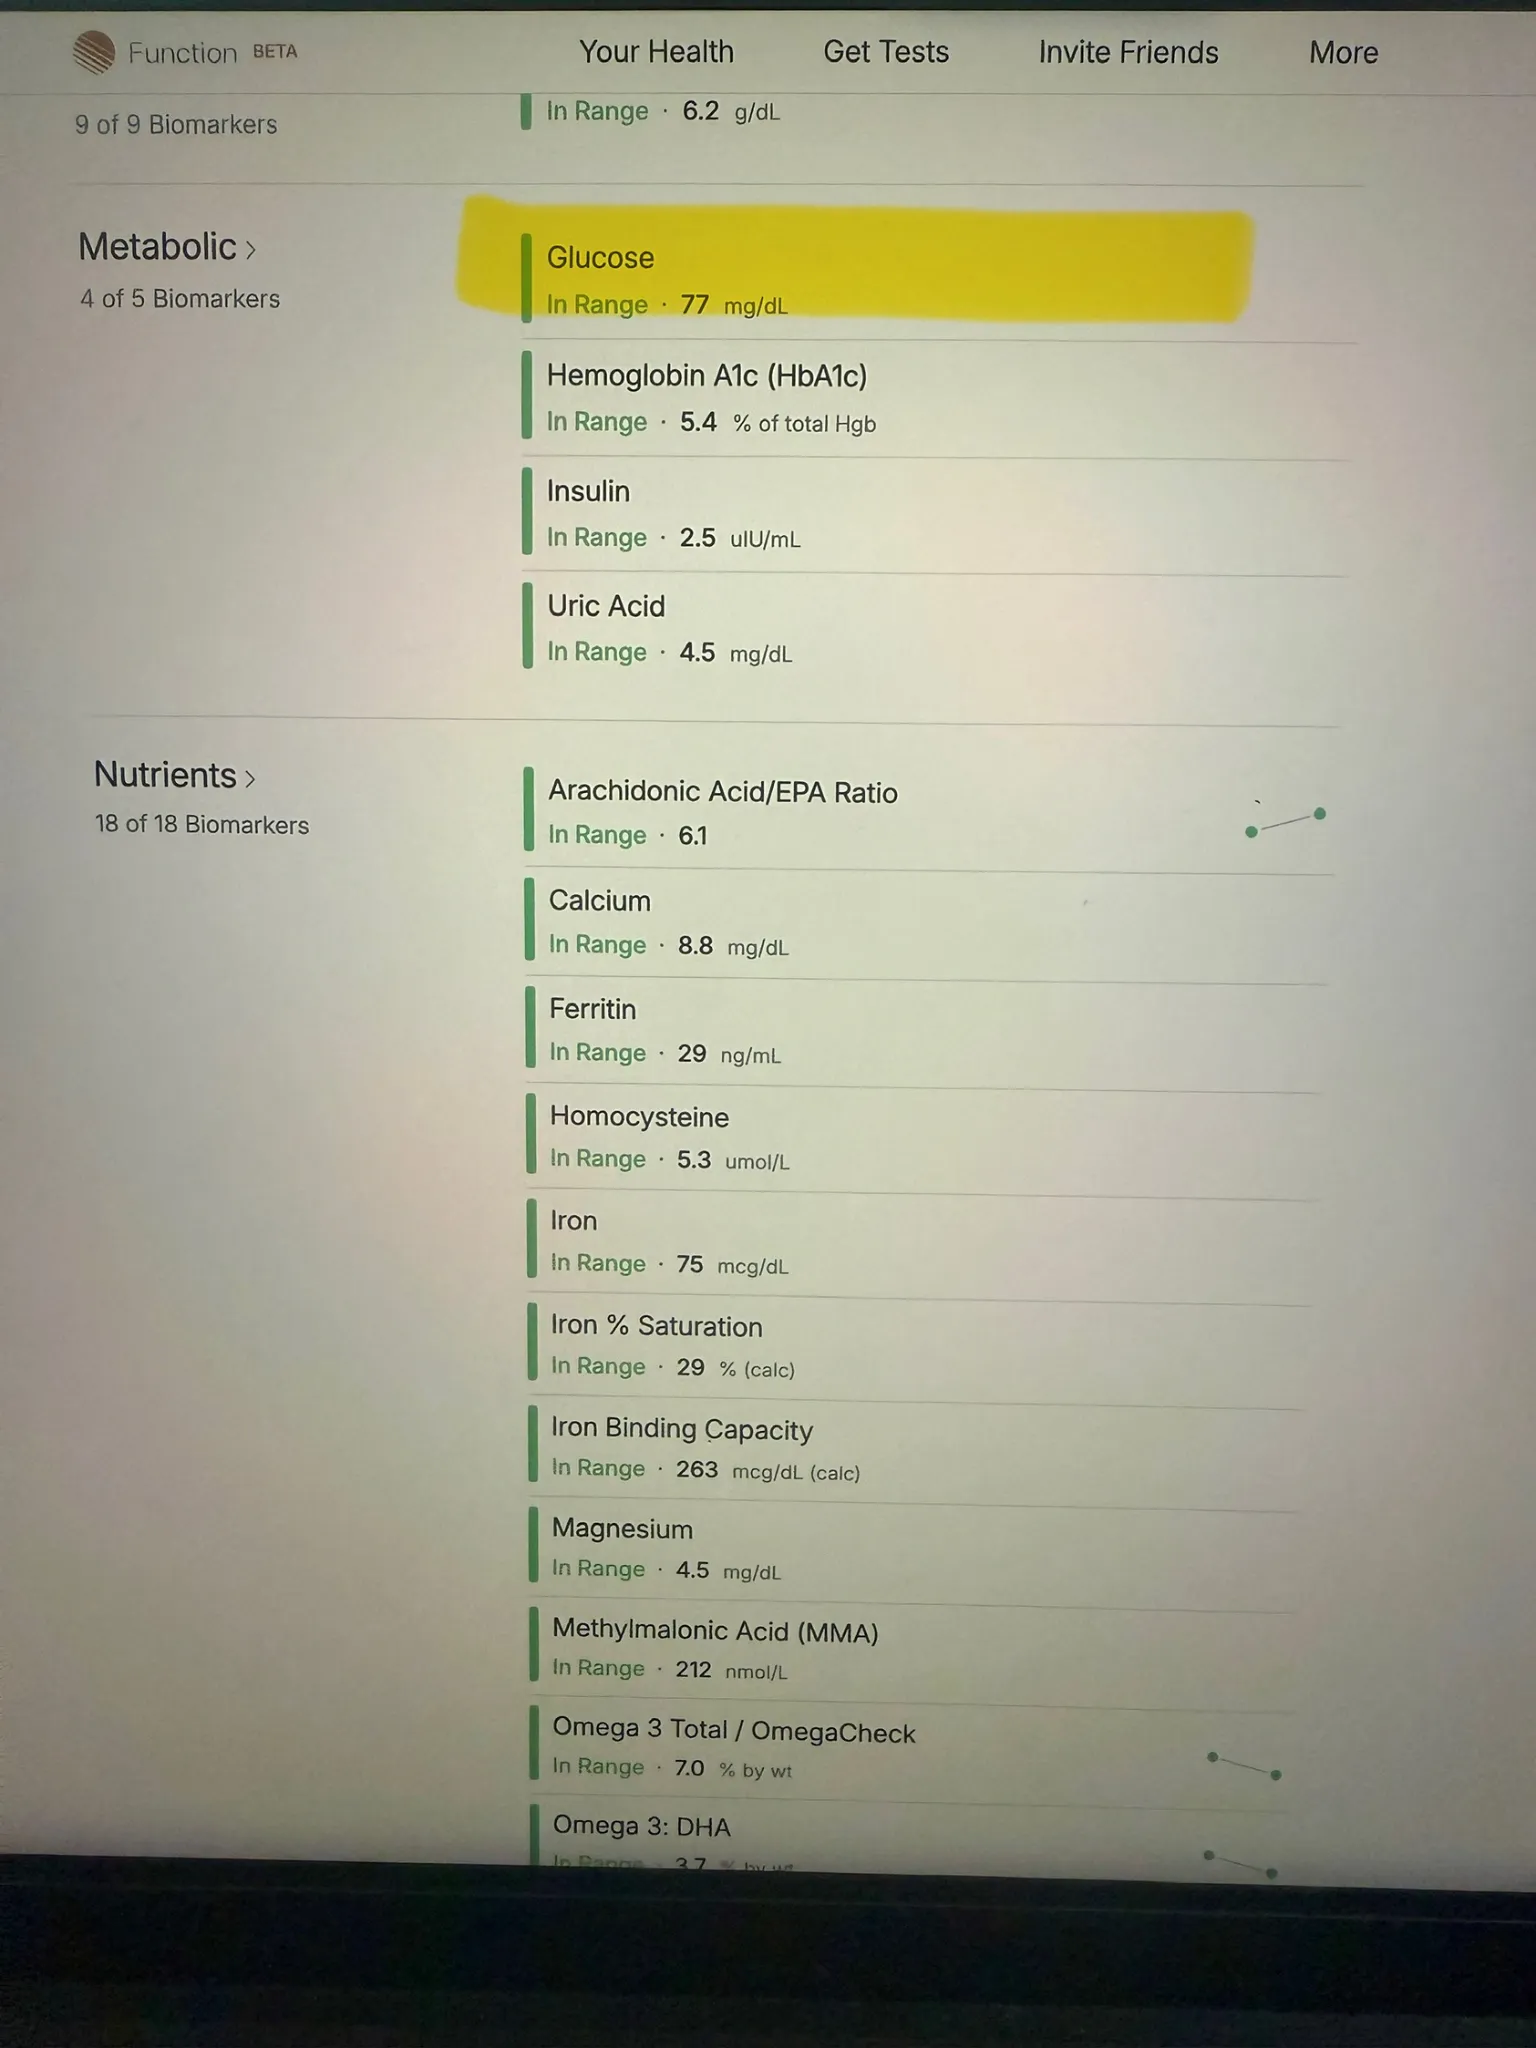 Function BETA
Your Health
Get Tests
Invite Friends
More
9 of 9 Biomarkers
In Range · 6.2 g/dL
Metabolic >
4 of 5 Biomarkers
Glucose
In Range · 77 mg/dL
Hemoglobin A1c (HbA1c)
In Range · 5.4 % of total Hgb
Insulin
In Range · 2.5 uIU/mL
Uric Acid
In Range · 4.5 mg/dL
Nutrients >
18 of 18 Biomarkers
Arachidonic Acid/EPA Ratio
In Range · 6.1
Calcium
In Range · 8.8 mg/dL
Ferritin
In Range · 29 ng/mL
Homocysteine
In Range · 5.3 umol/L
Iron
In Range · 75 mcg/dL
Iron % Saturation
In Range · 29 % (calc)
Iron Binding Capacity
In Range · 263 mcg/dL (calc)
Magnesium
In Range · 4.5 mg/dL
Methylmalonic Acid (MMA)
In Range · 212 nmol/L
Omega 3 Total / OmegaCheck
In Range · 7.0 % by wt
Omega 3: DHA
In Range · 3.7 % by wt